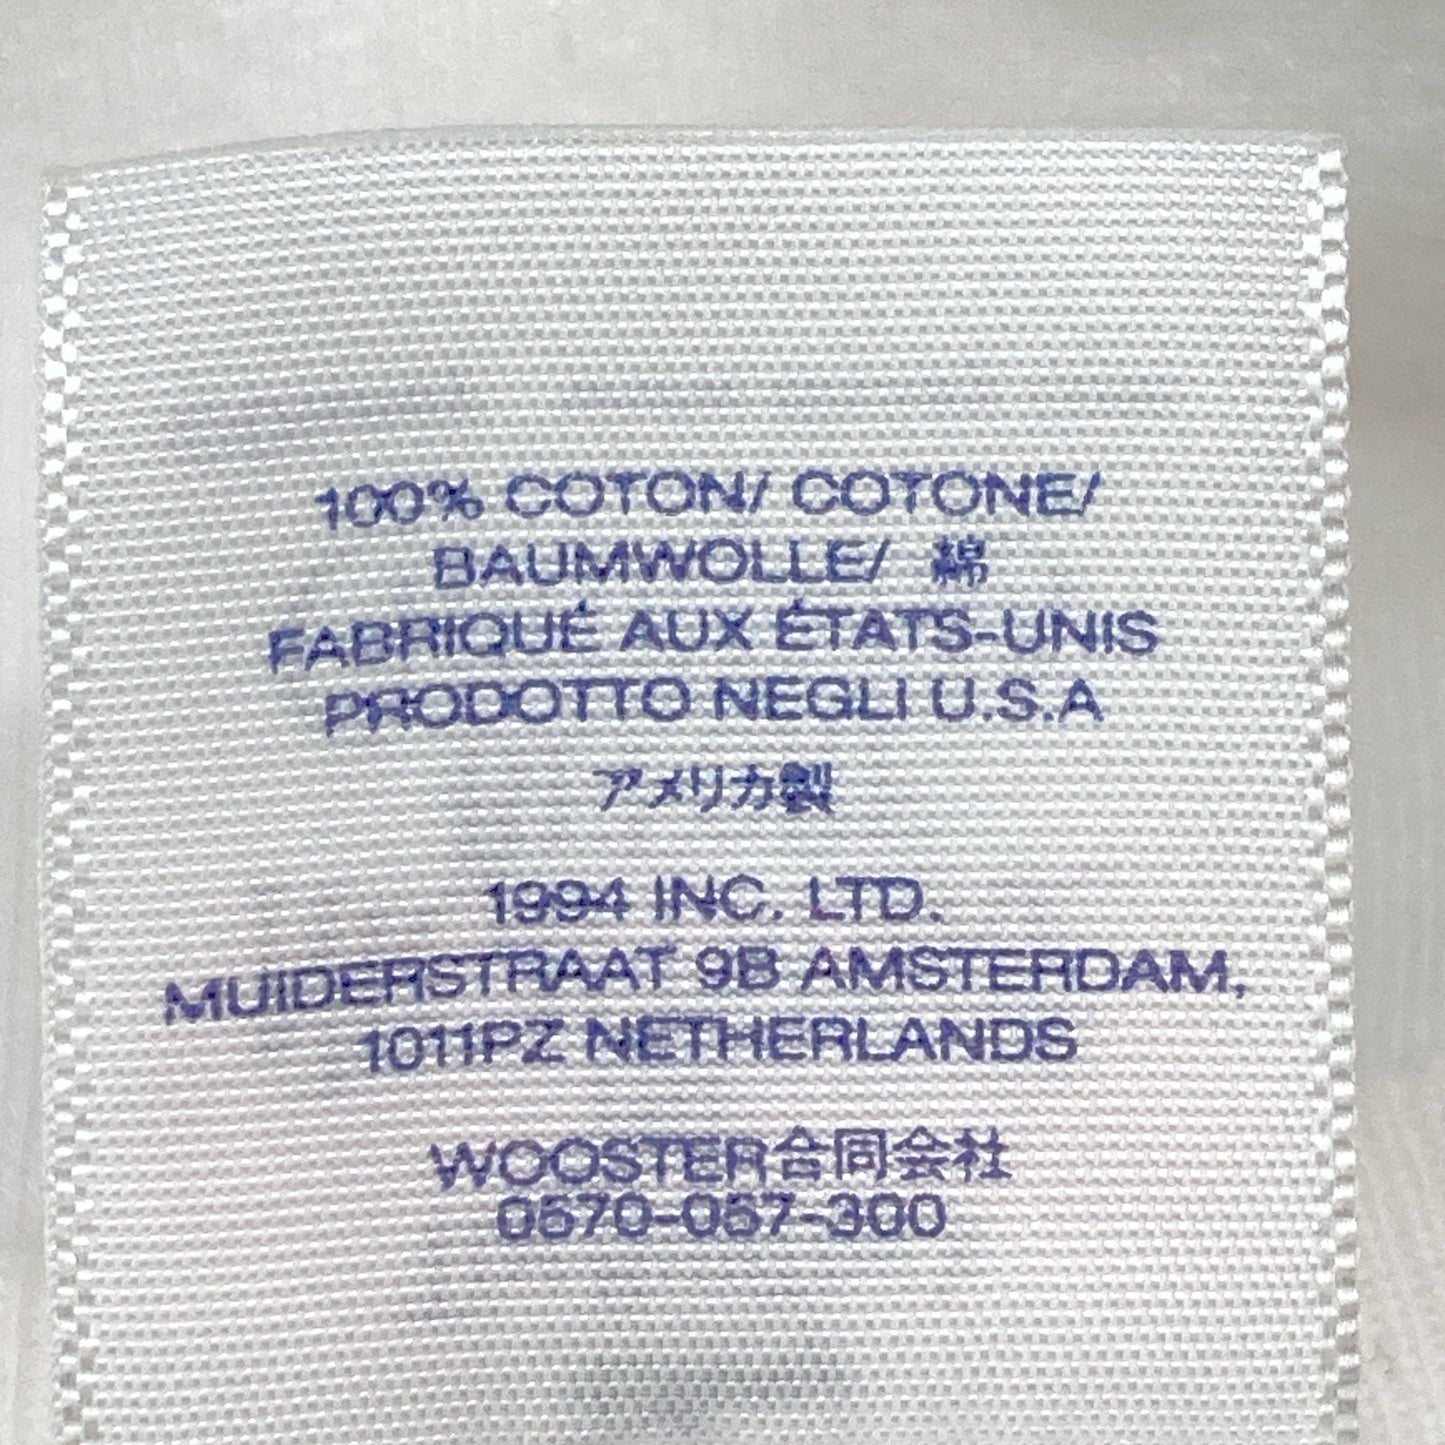 100% COTON/ COTONE/
BAUMWOLLE/ 綿
FABRIQUÉ AUX ÉTATS-UNIS
PRODOTTO NEGLI U.S.A
アメリカ製
1994 INC. LTD.
MUIDERSTRAAT 9B AMSTERDAM,
1011PZ NETHERLANDS
WOOSTER合同会社
0570-057-300